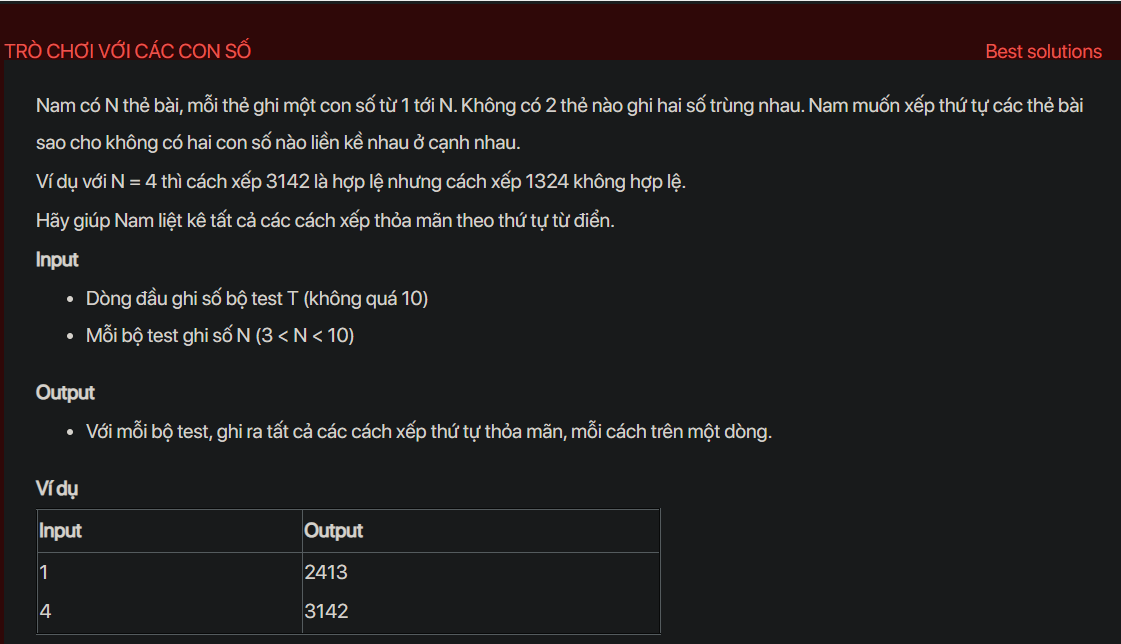 TRÒ CHƠI VỚI CÁC CON SỐ
Best solutions
Nam có N thẻ bài, mỗi thẻ ghi một con số từ 1 tới N. Không có 2 thẻ nào ghi hai số trùng nhau. Nam muốn xếp thứ tự các thẻ bài
sao cho không có hai con số nào liền kề nhau ở cạnh nhau.
Ví dụ với N = 4 thì cách xếp 3142 là hợp lệ nhưng cách xếp 1324 không hợp lệ.
Hãy giúp Nam liệt kê tất cả các cách xếp thỏa mãn theo thứ tự từ điển.
Input
• Dòng đầu ghi số bộ test T (không quá 10)
• Mỗi bộ test ghi số N (3 < N < 10)
Output
• Với mỗi bộ test, ghi ra tất cả các cách xếp thứ tự thỏa mãn, mỗi cách trên một dòng.
Ví dụ
Input Output
1 2413
4 3142